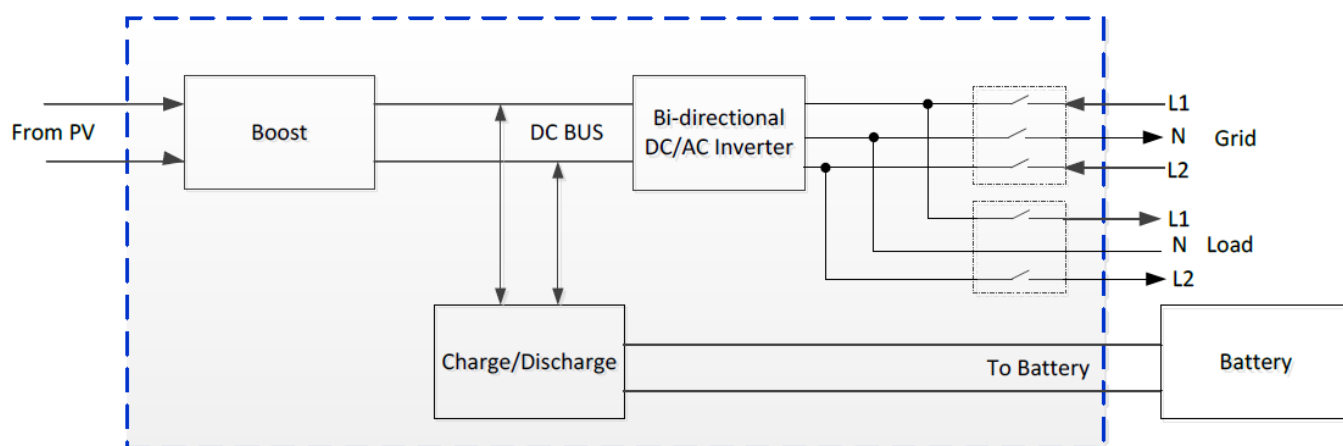 From PV
Boost
DC BUS
Bi-directional
DC/AC Inverter
L1
N
Grid
L2
L1
N
Load
L2
Charge/Discharge
To Battery
Battery